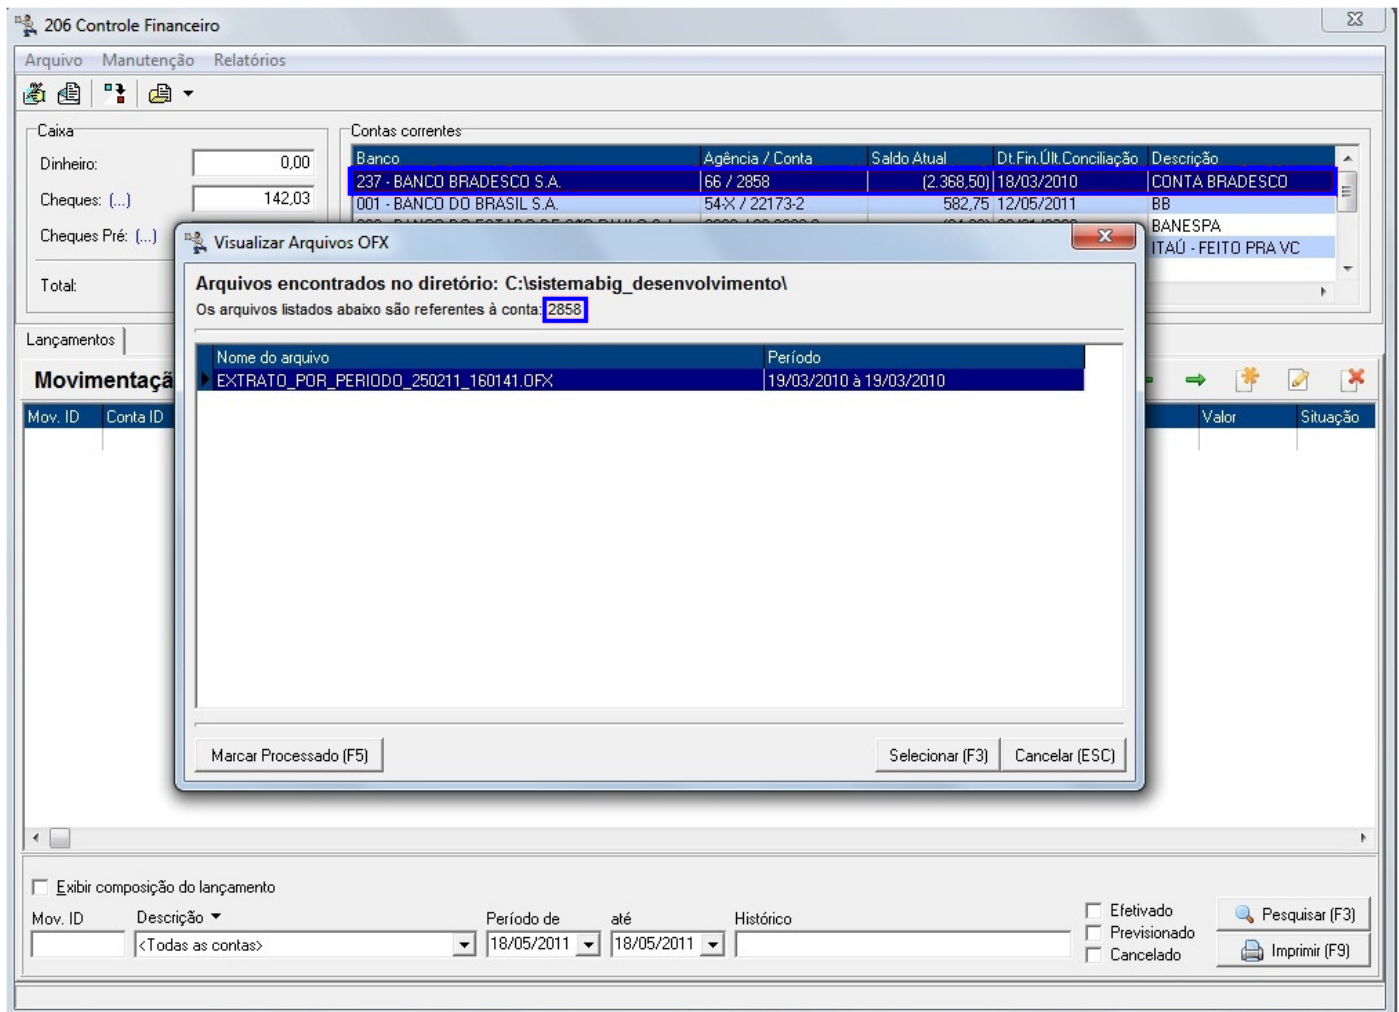 206 Controle Financeiro
Arquivo Manutenção Relatórios
Caixa
Dinheiro: 0,00
Cheques: (...) 142,03
Cheques Pré: (...)
Total:
Contas correntes
Banco Agência / Conta Saldo Atual Dt.Fin.Últ.Conciliação Descrição
237 - BANCO BRADESCO S.A. 66 / 2858 (2.368,50) 18/03/2010 CONTA BRADESCO
001 - BANCO DO BRASIL S.A. 54-X / 22173-2 582,75 12/05/2011 BB
BANESPA
ITAÚ - FEITO PRA VC
Visualizar Arquivos OFX
Arquivos encontrados no diretório: C:\sistemabig_desenvolvimento\
Os arquivos listados abaixo são referentes à conta: 2858
Nome do arquivo Período
EXTRATO_POR_PERIODO_250211_160141.OFX 19/03/2010 à 19/03/2010
Marcar Processado (F5) Selecionar (F3) Cancelar (ESC)
Lançamentos
Movimentaçã
Mov. ID Conta ID Valor Situação
Exibir composição do lançamento
Mov. ID Descrição Período de até Histórico
<Todas as contas> 18/05/2011 18/05/2011
Efetivado
Previsionado
Cancelado
Pesquisar (F3)
Imprimir (F9)